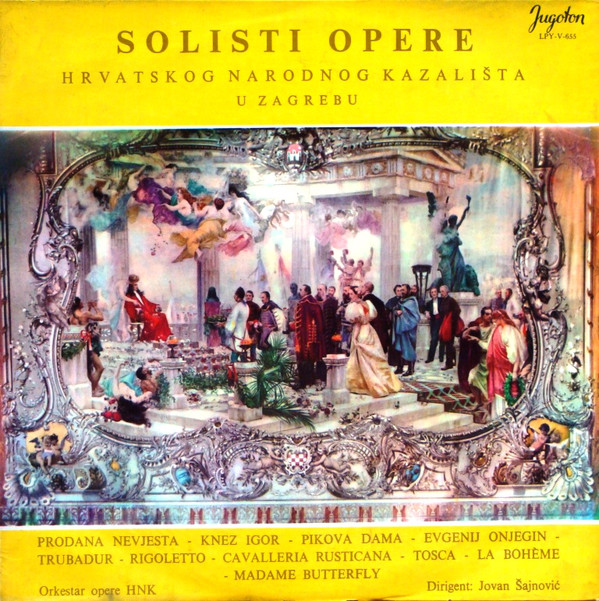 Jugoton
LPY-V-655
SOLISTI OPERE
HRVATSKOG NARODNOG KAZALIŠTA
U ZAGREBU
PRODANA NEVJESTA - KNEZ IGOR - PIKOVA DAMA - EVGENIJ ONJEGIN -
TRUBADUR - RIGOLETTO - CAVALLERIA RUSTICANA - TOSCA - LA BOHÈME
- MADAME BUTTERFLY
Orkestar opere HNK
Dirigent: Jovan Šajnović